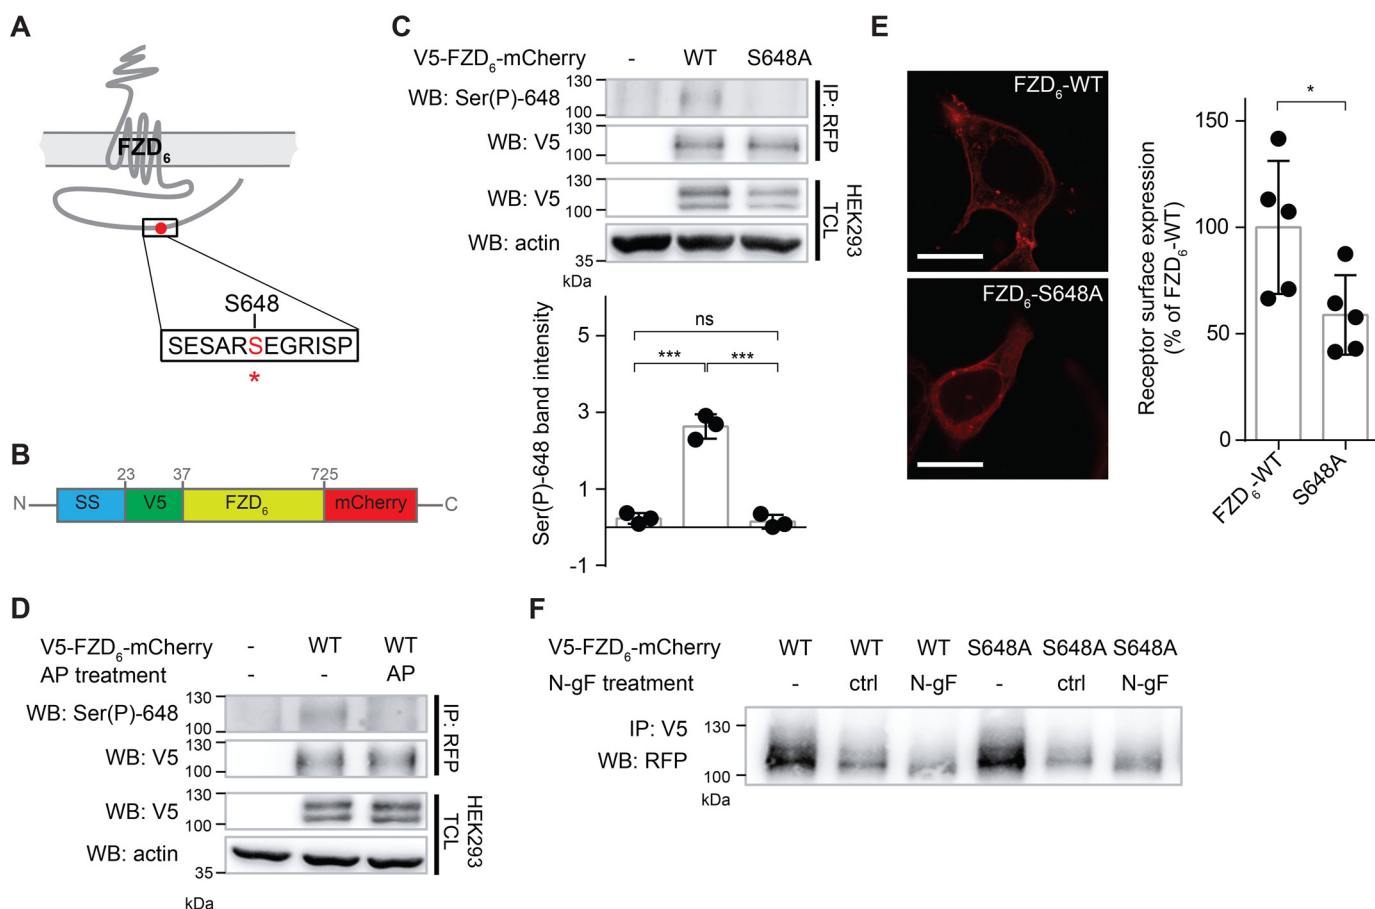 A
FZD6
S648
SESARSEGRISP
*
B
23 37 725
N SS V5 FZD6 mCherry C
C
V5-FZD6-mCherry - WT S648A
WB: Ser(P)-648 130 100
WB: V5 130 100
IP: RFP
WB: V5 130 100
WB: actin 35
TCL
HEK293
kDa
Ser(P)-648 band intensity
5
3
1
-1
ns
*** ***
D
V5-FZD6-mCherry - WT WT
AP treatment - - AP
WB: Ser(P)-648 130 100
WB: V5 130 100
IP: RFP
WB: V5 130 100
WB: actin 35
TCL
HEK293
kDa
E
FZD6-WT
FZD6-S648A
Receptor surface expression
(% of FZD6-WT)
150
100
50
0
*
FZD6-WT S648A
F
V5-FZD6-mCherry WT WT WT S648A S648A S648A
N-gF treatment - ctrl N-gF - ctrl N-gF
IP: V5 130
WB: RFP 100
kDa